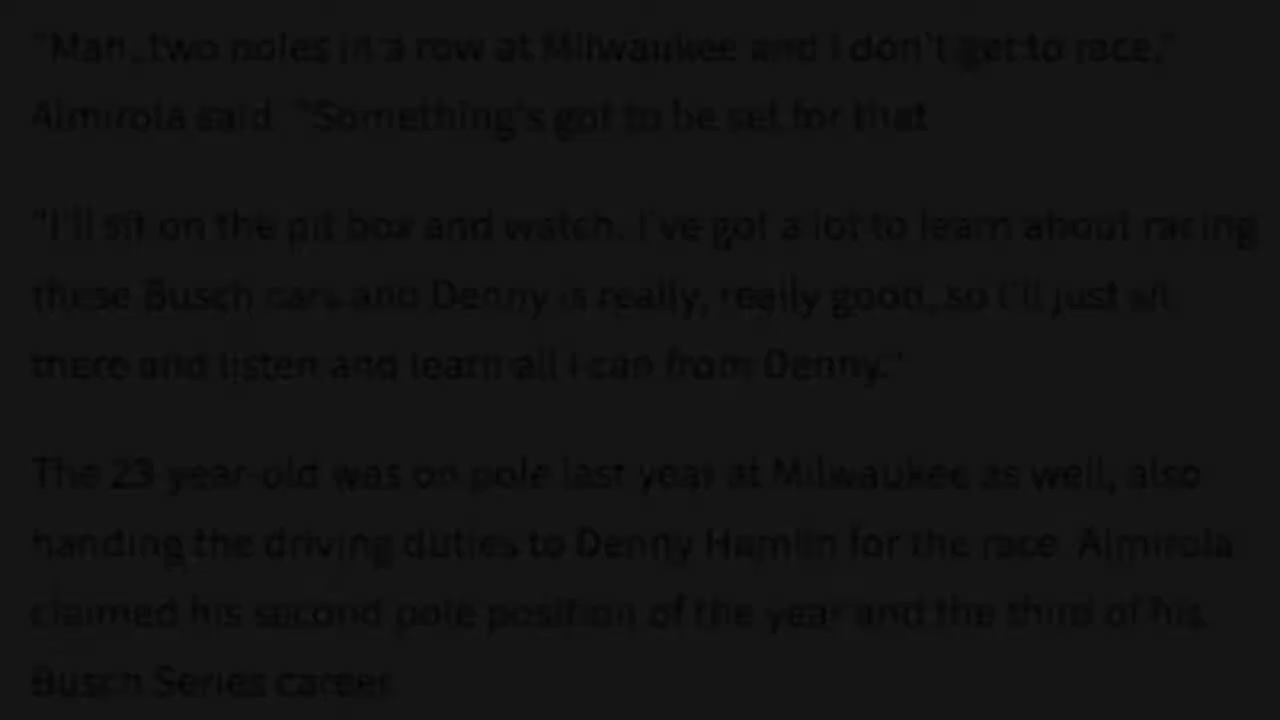 "Man, two poles in a row at Milwaukee and I don't get to race,"
Almirola said. "Something's got to be set for that.
"I'll sit on the pit box and watch. I've got a lot to learn about racing
these Busch cars and Denny is really, really good, so I'll just sit
there and listen and learn all I can from Denny."
The 23-year-old was on pole last year at Milwaukee as well, also
handing the driving duties to Denny Hamlin for the race. Almirola
claimed his second pole position of the year and the third of his
Busch Series career.